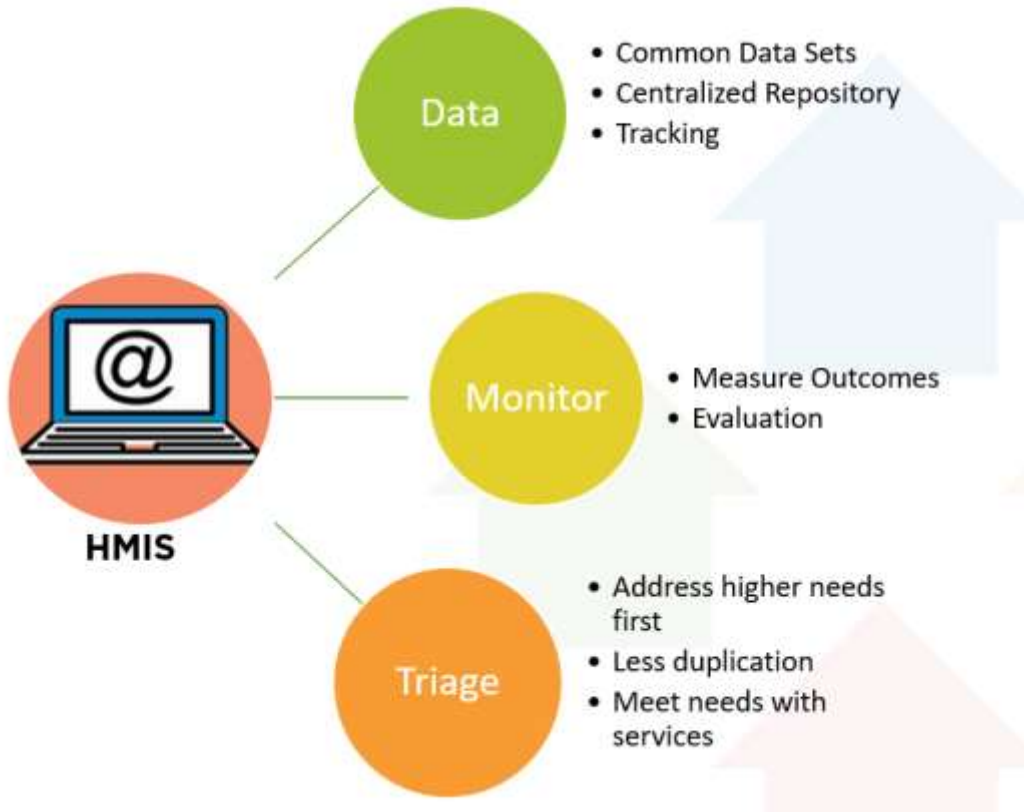 Data
• Common Data Sets
• Centralized Repository
• Tracking
@
HMIS
Monitor
• Measure Outcomes
• Evaluation
Triage
• Address higher needs
first
• Less duplication
• Meet needs with
services